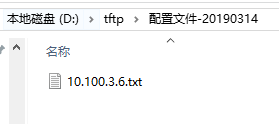 本地磁盘 (D:) › tftp › 配置文件-20190314
名称
10.100.3.6.txt